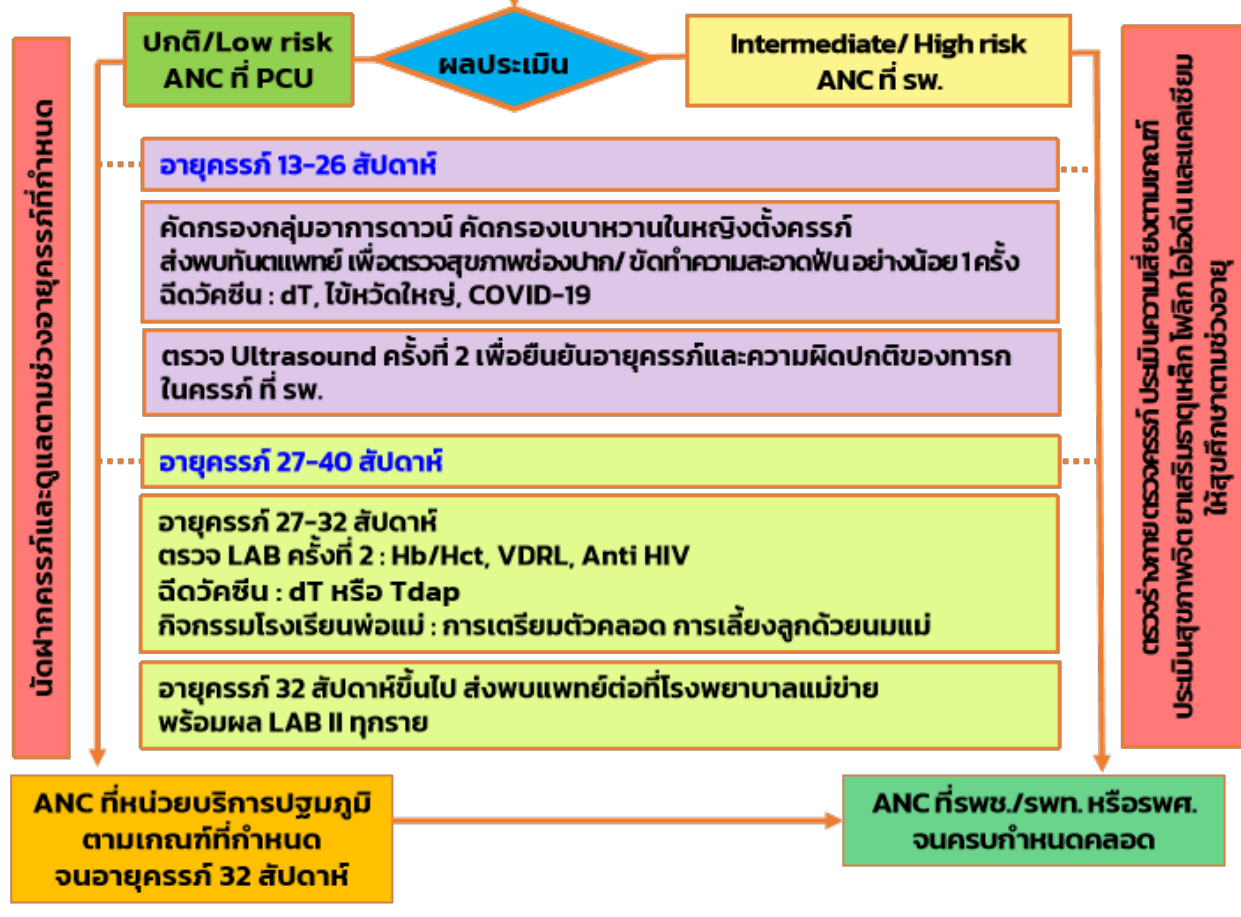 ปกติ/Low risk
ANC ที่ PCU
ผลประเมิน
Intermediate/ High risk
ANC ที่ รพ.
นัดฝากครรภ์และดูแลตามช่วงอายุครรภ์ที่กำหนด
อายุครรภ์ 13-26 สัปดาห์
คัดกรองกลุ่มอาการดาวน์ คัดกรองเบาหวานในหญิงตั้งครรภ์
ส่งพบทันตแพทย์ เพื่อตรวจสุขภาพช่องปาก/ ขัดทำความสะอาดฟัน อย่างน้อย 1 ครั้ง
ฉีดวัคซีน : dT, ไข้หวัดใหญ่, COVID-19
ตรวจ Ultrasound ครั้งที่ 2 เพื่อยืนยันอายุครรภ์และความผิดปกติของทารก
ในครรภ์ ที่ รพ.
อายุครรภ์ 27-40 สัปดาห์
อายุครรภ์ 27-32 สัปดาห์
ตรวจ LAB ครั้งที่ 2 : Hb/Hct, VDRL, Anti HIV
ฉีดวัคซีน : dT หรือ Tdap
กิจกรรมโรงเรียนพ่อแม่ : การเตรียมตัวคลอด การเลี้ยงลูกด้วยนมแม่
อายุครรภ์ 32 สัปดาห์ขึ้นไป ส่งพบแพทย์ต่อที่โรงพยาบาลแม่ข่าย
พร้อมผล LAB II ทุกราย
ตรวจร่างกาย ตรวจครรภ์ ประเมินความเสี่ยงตามเกณฑ์
ประเมินสุขภาพจิต ยาเสริมธาตุเหล็ก โฟลิก ไอโอดีน และแคลเซียม
ให้สุขศึกษาตามช่วงอายุ
ANC ที่หน่วยบริการปฐมภูมิ
ตามเกณฑ์ที่กำหนด
จนอายุครรภ์ 32 สัปดาห์
ANC ที่รพช./รพท. หรือรพศ.
จนครบกำหนดคลอด